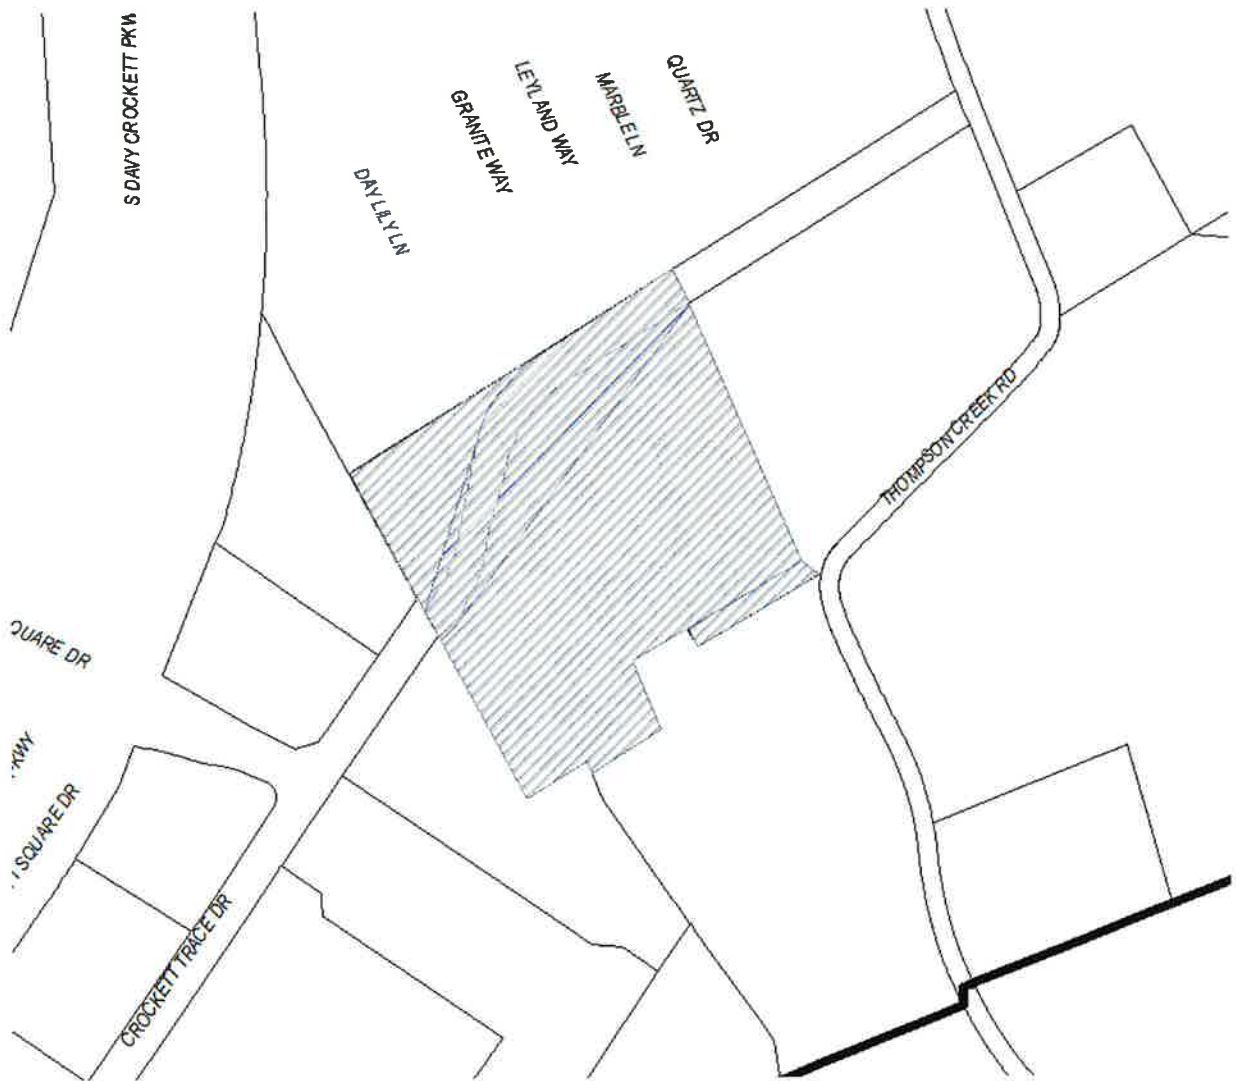 S DAVY CROCKETT PKW
QUARTZ DR
LEYLAND WAY
MARBLE LN
GRANITE WAY
DAY LILY LN
THOMPSON CREEK RD
QUARE DR
PKWY
SQUARE DR
CROCKETT TRACE DR